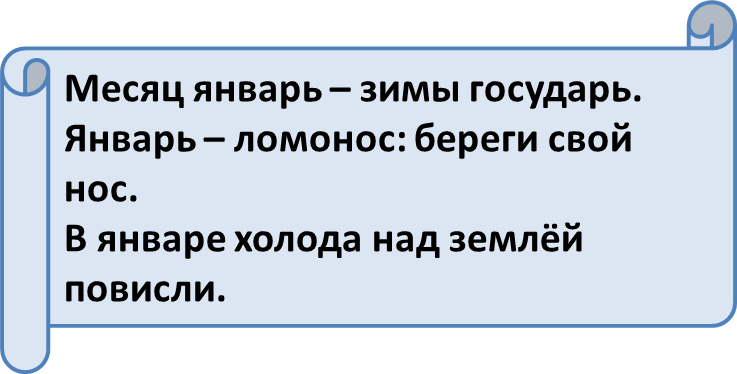 Месяц январь – зимы государь.
Январь – ломонос: береги свой
нос.
В январе холода над землёй
повисли.